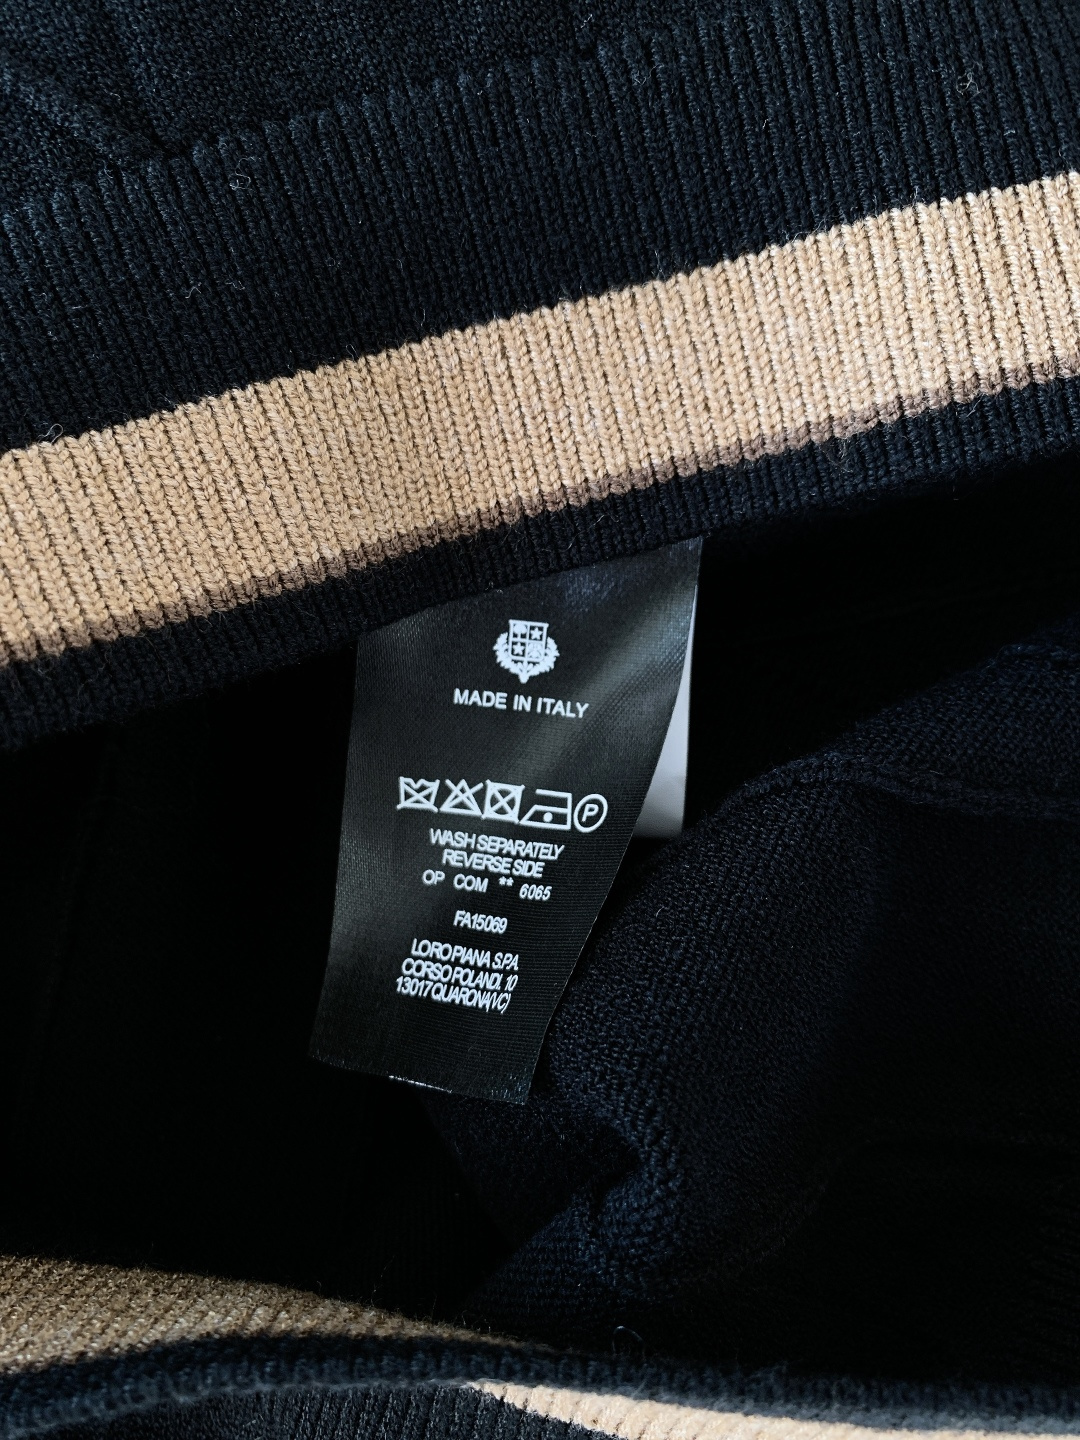 MADE IN ITALY
P
WASH SEPARATELY
REVERSE SIDE
OP COM ** 6065
FA15069
LORO PIANA S.P.A.
CORSO POLANDI. 10
13017 QUARONA(VC)